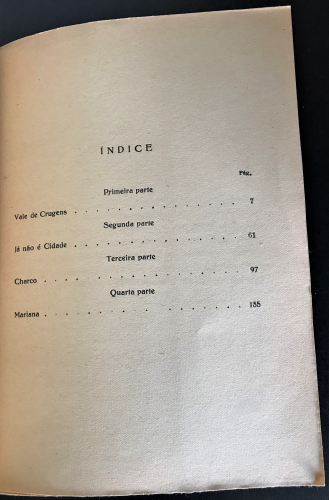 ÍNDICE
Pág.
Primeira parte
Vale de Crugens . . . . . . . . . . . . . . . 7
Segunda parte
Já não é Cidade . . . . . . . . . . . . . . . 61
Terceira parte
Charco . . . . . . . . . . . . . . . . . . 97
Quarta parte
Mariana . . . . . . . . . . . . . . . . . 155